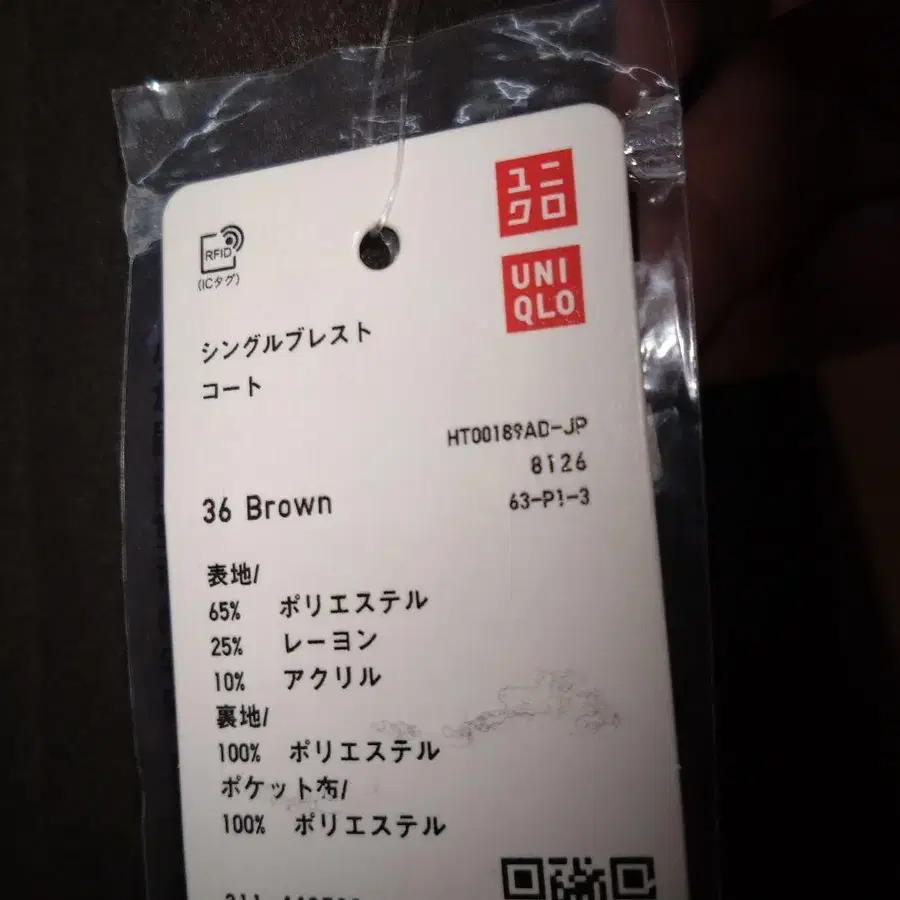 ユニ
クロ
UNI
QLO
RFID
(ICタグ)
シングルブレスト
コート
HT00189AD-JP
8126
63-P1-3
36 Brown
表地/
65% ポリエステル
25% レーヨン
10% アクリル
裏地/
100% ポリエステル
ポケット布/
100% ポリエステル